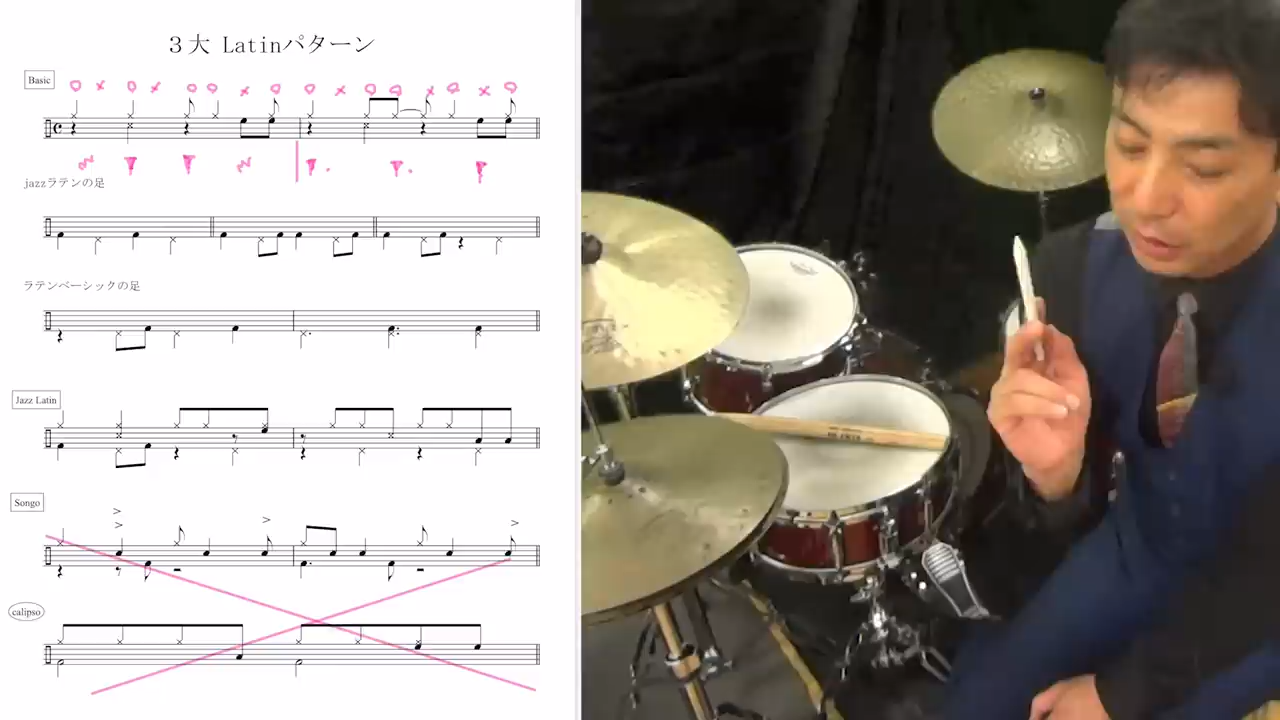 3大 Latinパターン
Basic
jazzラテンの足
ラテンベーシックの足
Jazz Latin
Songo
calipso